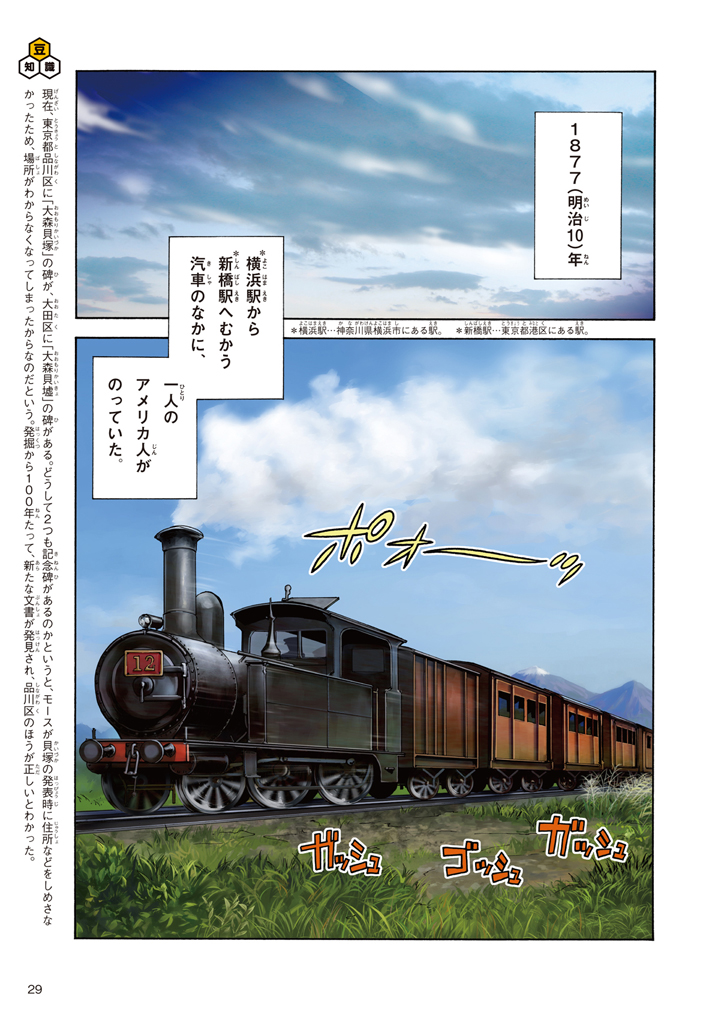 1877(明治10)年
*横浜駅から
*新橋駅へむかう
汽車のなかに、
*横浜駅…神奈川県横浜市にある駅。 *新橋駅…東京都港区にある駅。
一人の
アメリカ人が
のっていた。
ポォーッ
12
ガッシュ
ゴッシュ
ガッシュ
豆
知識
現在、東京都品川区に「大森貝塚」の碑が、大田区に「大森貝墟」の碑がある。どうして2つも記念碑があるのかというと、モースが貝塚の発表時に住所などをしめさな
かったため、場所がわからなくなってしまったからなのだという。発掘から100年たって、新たな文書が発見され、品川区のほうが正しいとわかった。
29